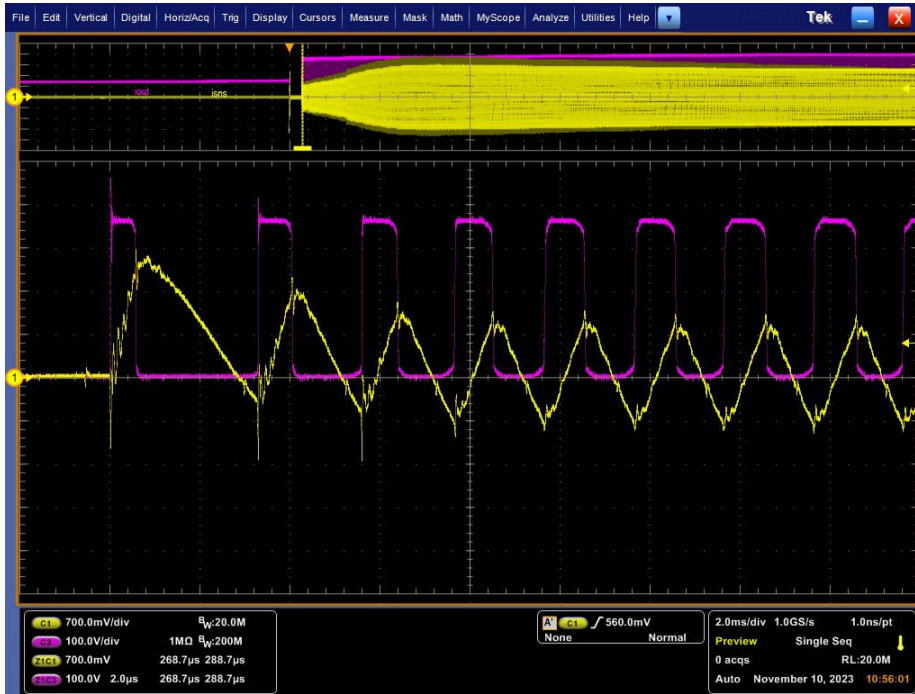 File Edit Vertical Digital Horiz/Acq Trig Display Cursors Measure Mask Math MyScope Analyze Utilities Help Tek X
1 iout isns
1
C1 700.0mV/div BW:20.0M
C3 100.0V/div 1MΩ BW:200M
Z1C1 700.0mV 268.7µs 288.7µs
Z1C3 100.0V 2.0µs 268.7µs 288.7µs
A' C1 560.0mV
None Normal
2.0ms/div 1.0GS/s 1.0ns/pt
Preview Single Seq
0 acqs RL:20.0M
Auto November 10, 2023 10:56:01